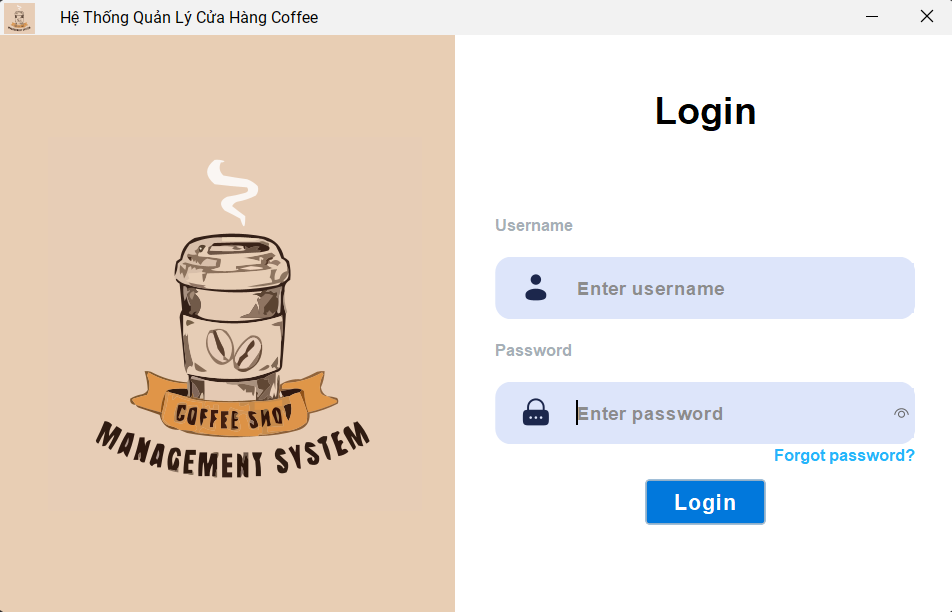 Hệ Thống Quản Lý Cửa Hàng Coffee
COFFEE SHOP
MANAGEMENT SYSTEM
Login
Username
Enter username
Password
Enter password
Forgot password?
Login